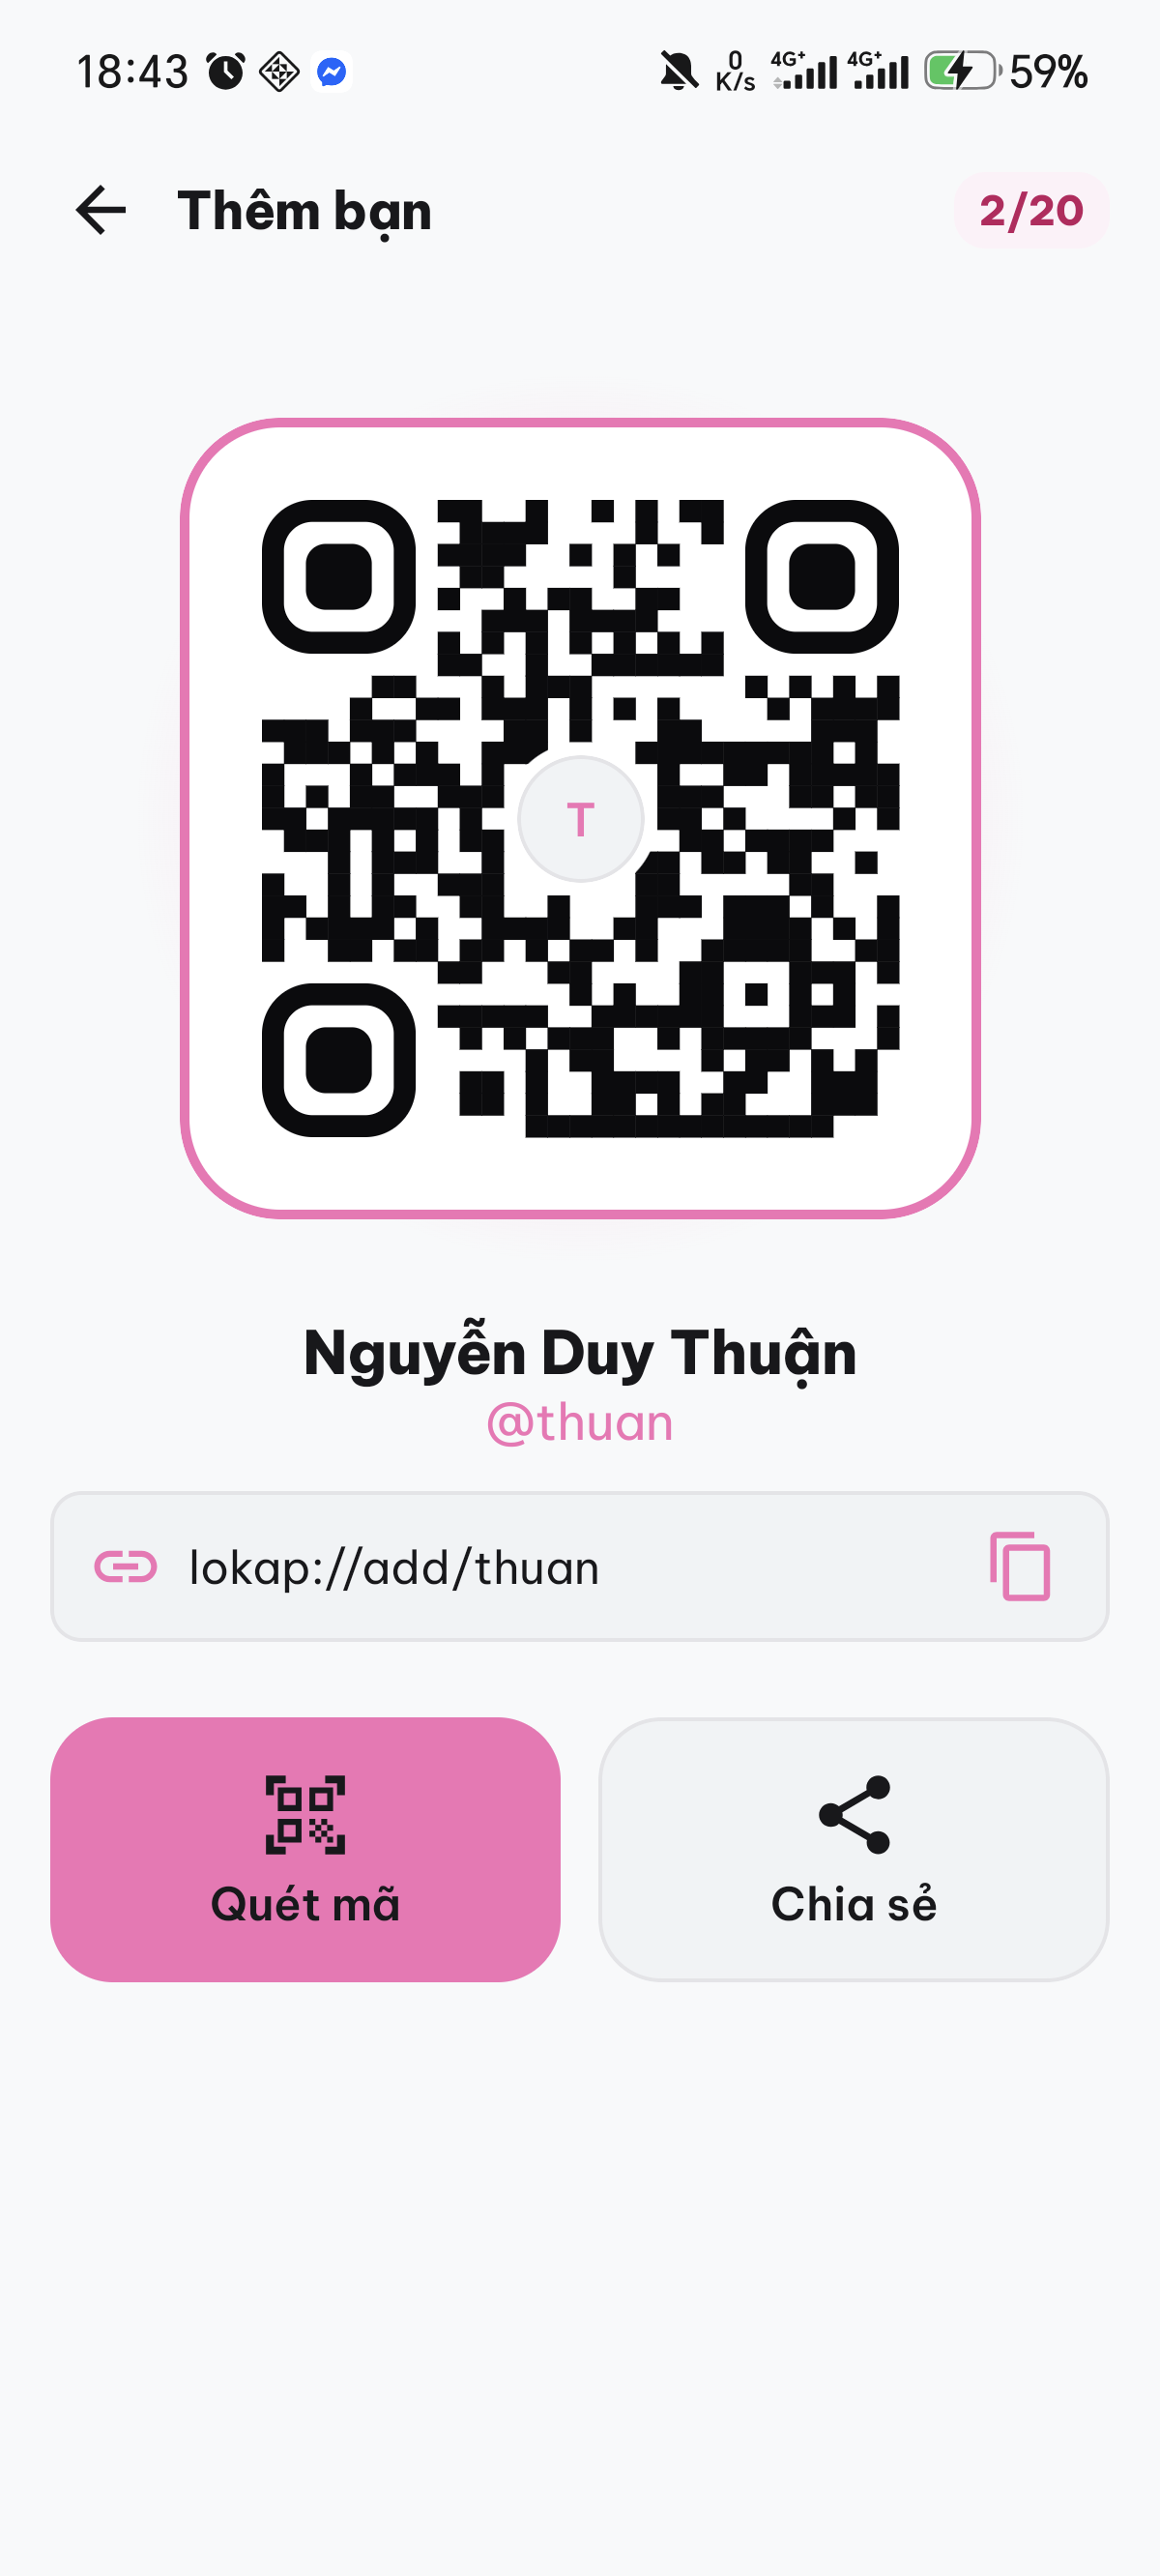 18:43
0
K/s
4G+
4G+
59%
Thêm bạn
2/20
T
Nguyễn Duy Thuận
@thuan
lokap://add/thuan
Quét mã
Chia sẻ